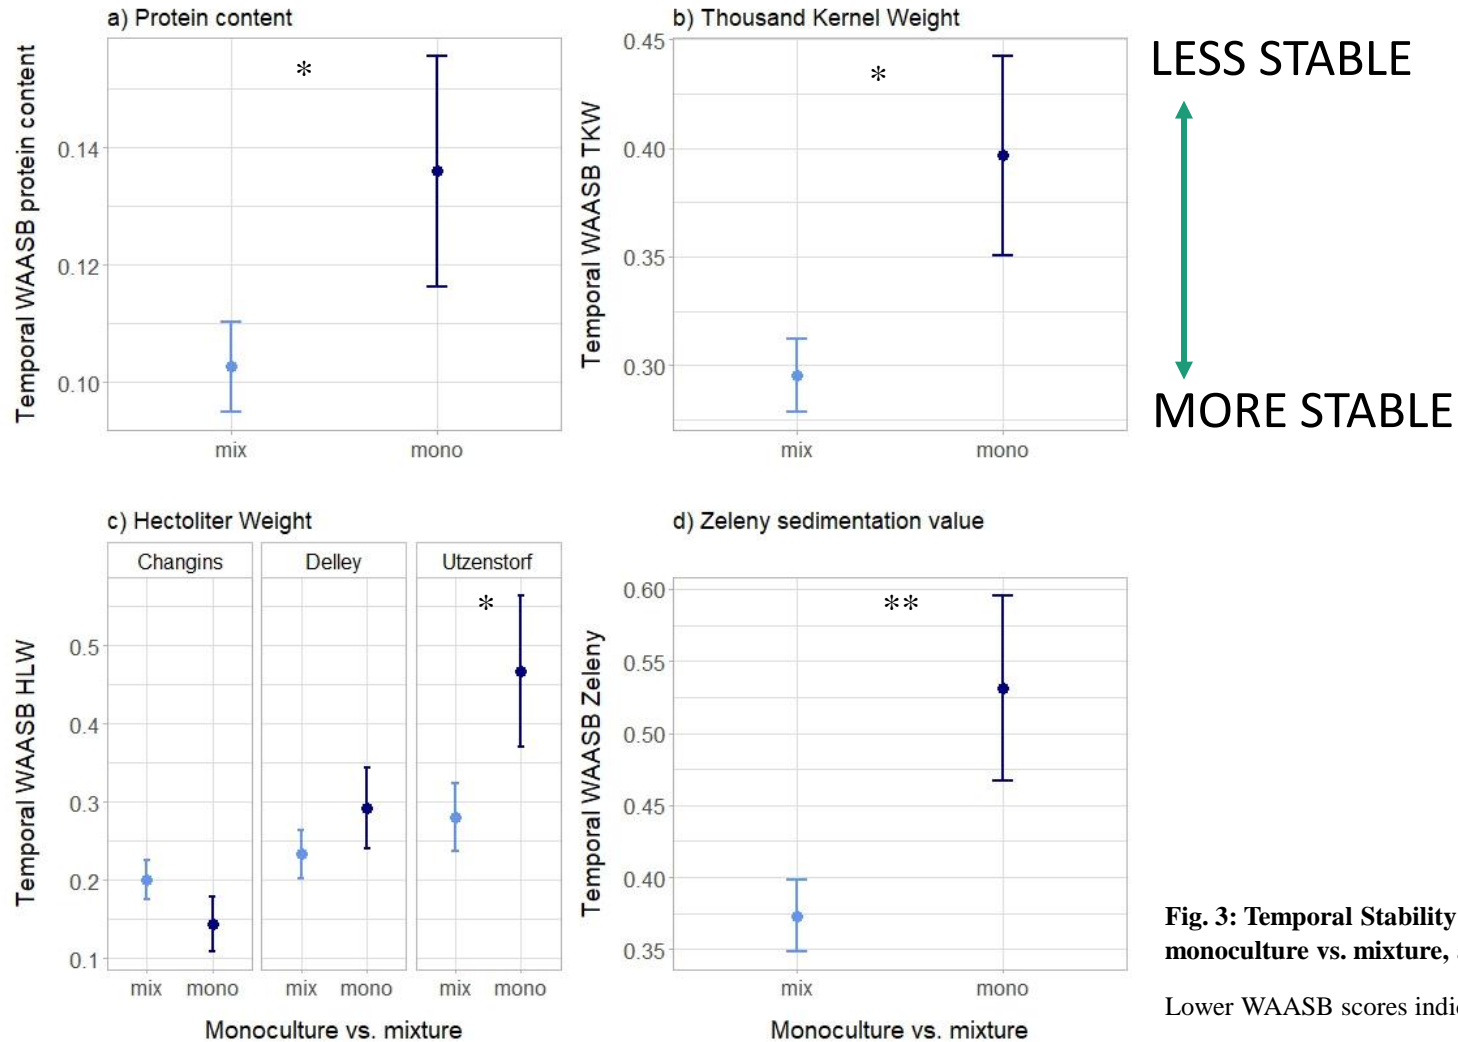 a) Protein content
Temporal WAASB protein content
0.14
0.12
0.10
*
mix
mono
b) Thousand Kernel Weight
Temporal WAASB TKW
0.45
0.40
0.35
0.30
*
mix
mono
LESS STABLE
MORE STABLE
c) Hectoliter Weight
Changins
Delley
Utzenstorf
Temporal WAASB HLW
0.5
0.4
0.3
0.2
0.1
*
mix mono mix mono mix mono
Monoculture vs. mixture
d) Zeleny sedimentation value
Temporal WAASB Zeleny
0.60
0.55
0.50
0.45
0.40
0.35
**
mix
mono
Monoculture vs. mixture
Fig. 3: Temporal Stability
monoculture vs. mixture,
Lower WAASB scores indic